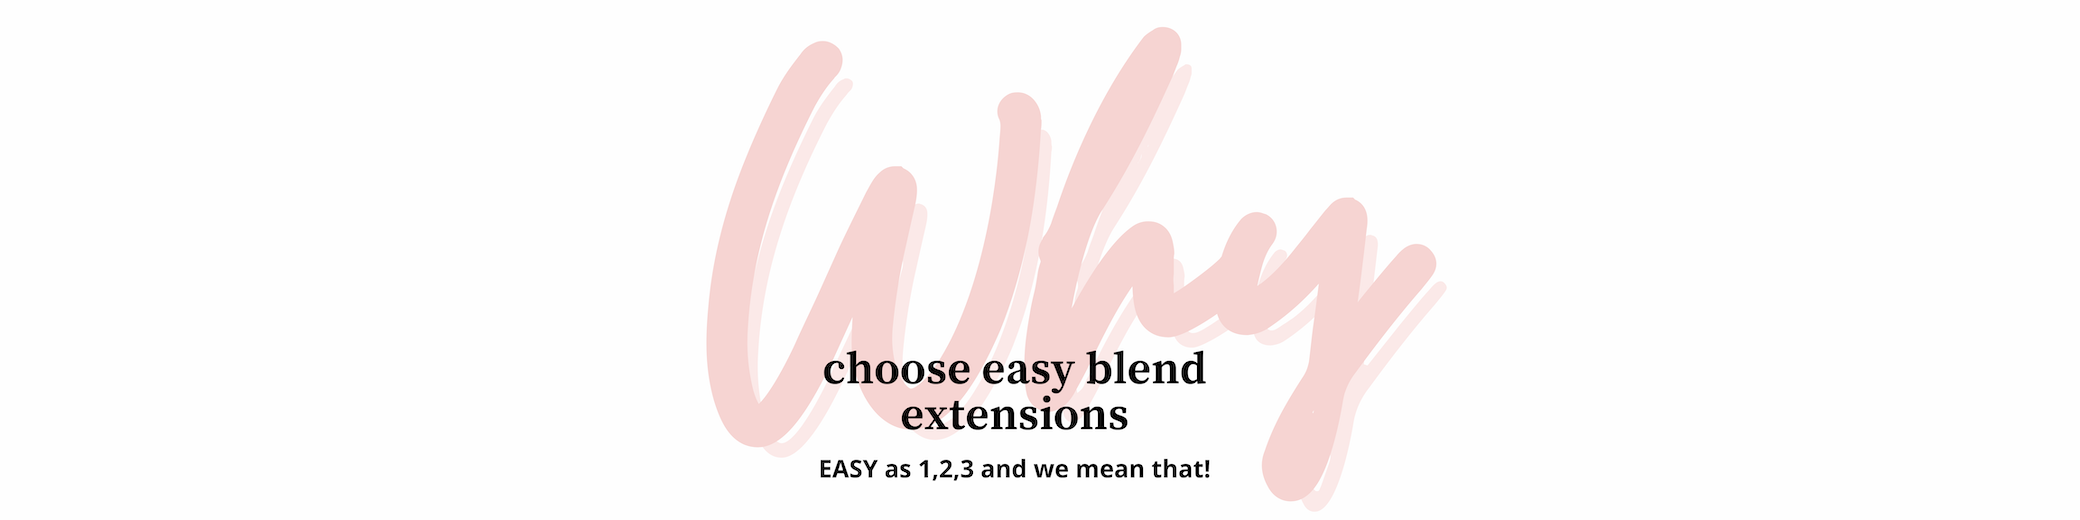 Why
choose easy blend
extensions
EASY as 1,2,3 and we mean that!